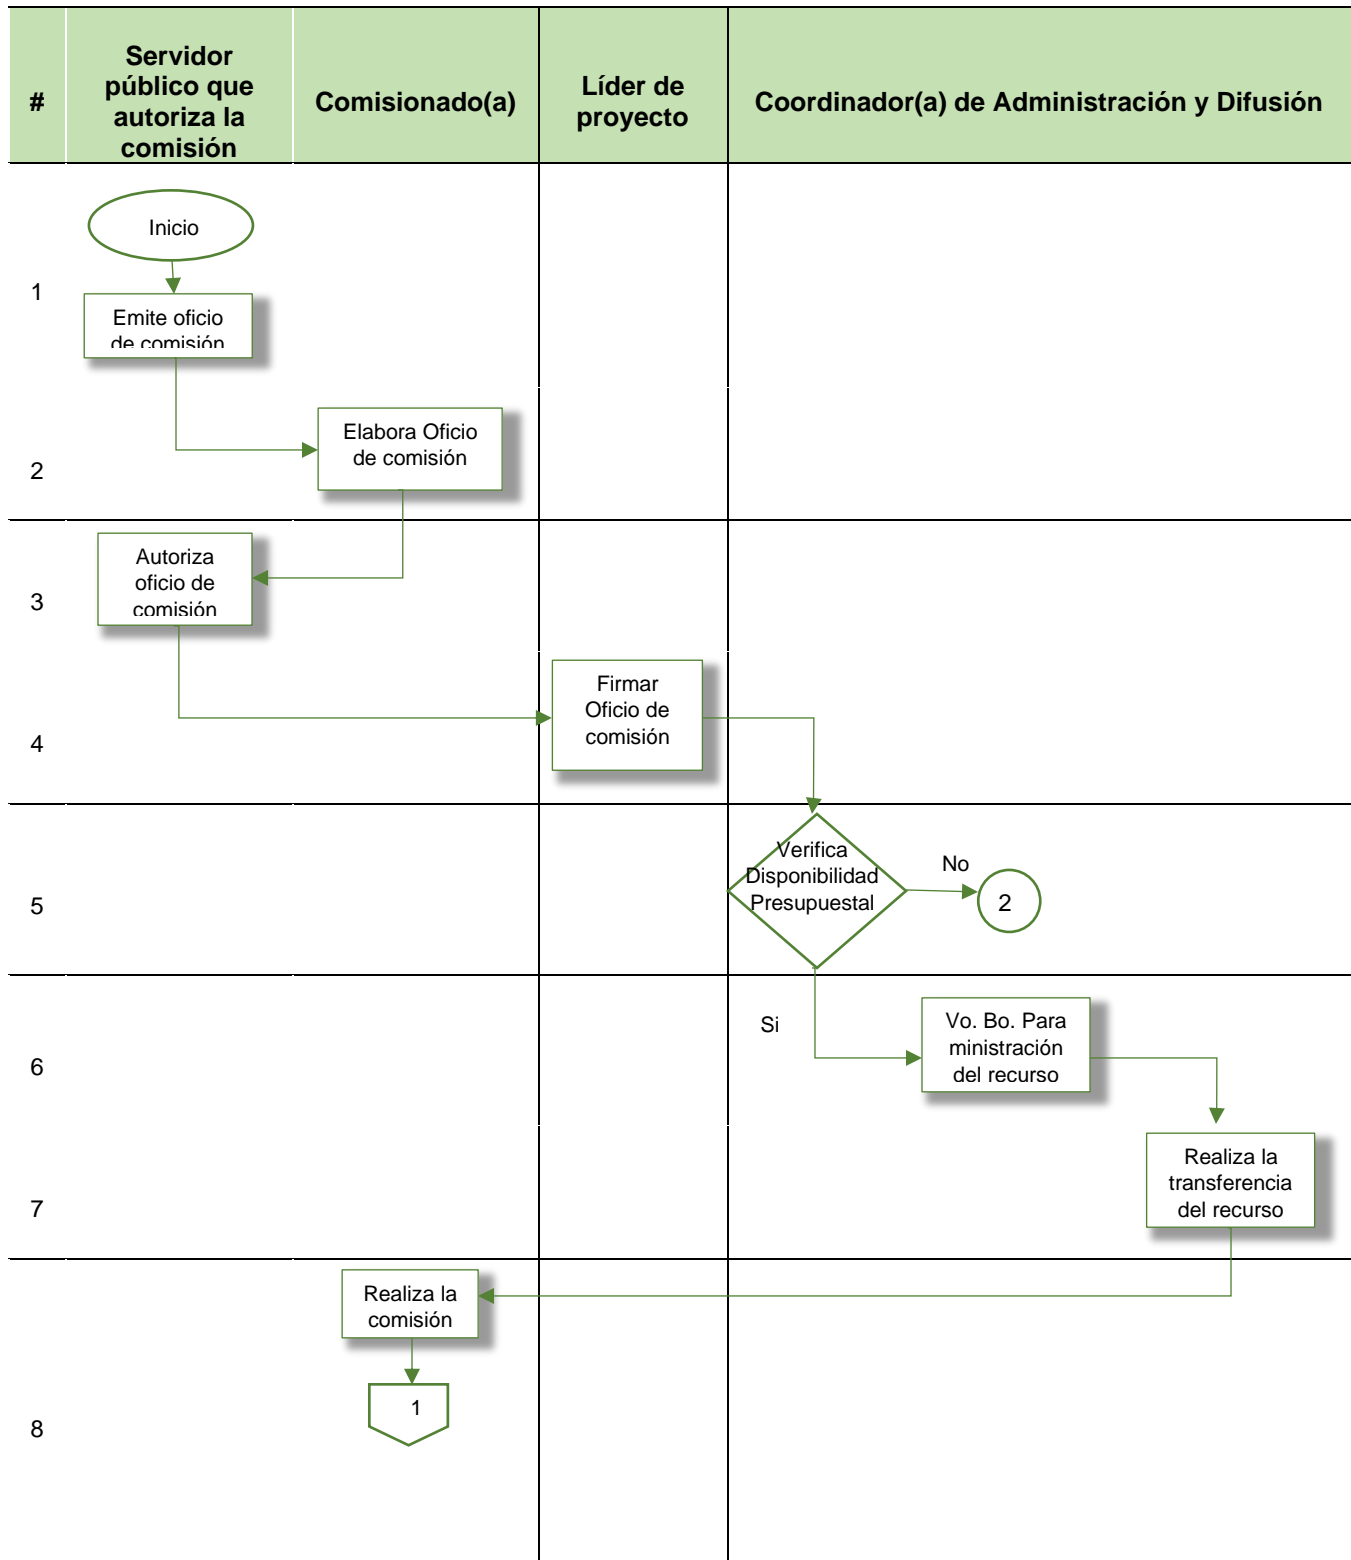 #
Servidor
público que
autoriza la
comisión
Comisionado(a)
Líder de
proyecto
Coordinador(a) de Administración y Difusión
Inicio
1
Emite oficio
de comisión
2
Elabora Oficio
de comisión
3
Autoriza
oficio de
comisión
4
Firmar
Oficio de
comisión
5
Verifica
Disponibilidad
Presupuestal
No
2
6
Si
Vo. Bo. Para
ministración
del recurso
7
Realiza la
transferencia
del recurso
8
Realiza la
comisión
1